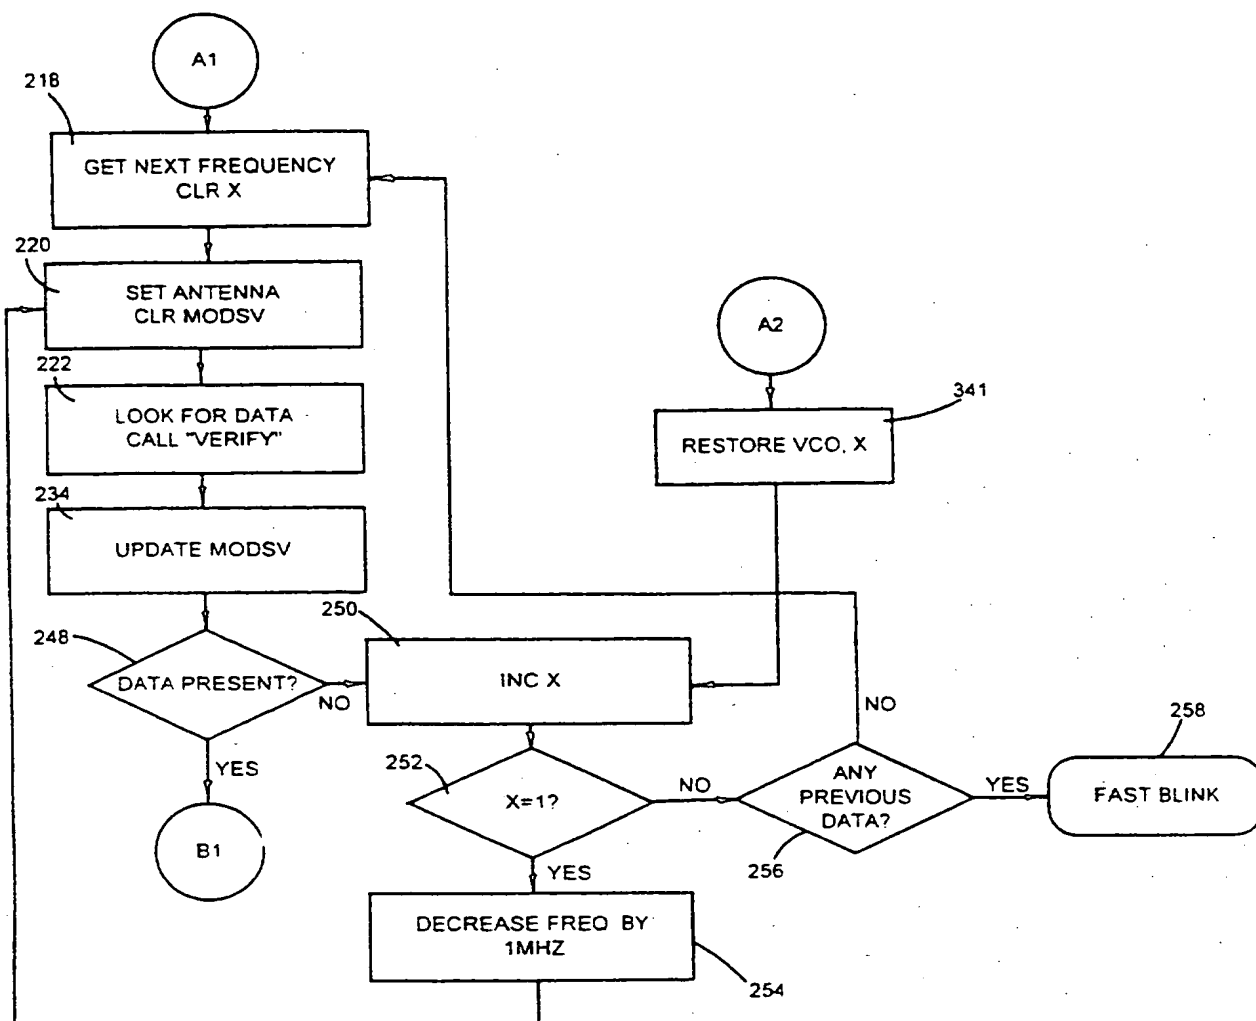 A1
218
GET NEXT FREQUENCY
CLR X
220
SET ANTENNA
CLR MODSV
A2
222
LOOK FOR DATA
CALL "VERIFY"
341
RESTORE VCO, X
234
UPDATE MODSV
250
248
DATA PRESENT?
NO
INC X
NO
258
YES
252
X=1?
NO
ANY
PREVIOUS
DATA?
YES
FAST BLINK
B1
256
YES
DECREASE FREQ BY
1MHZ
254